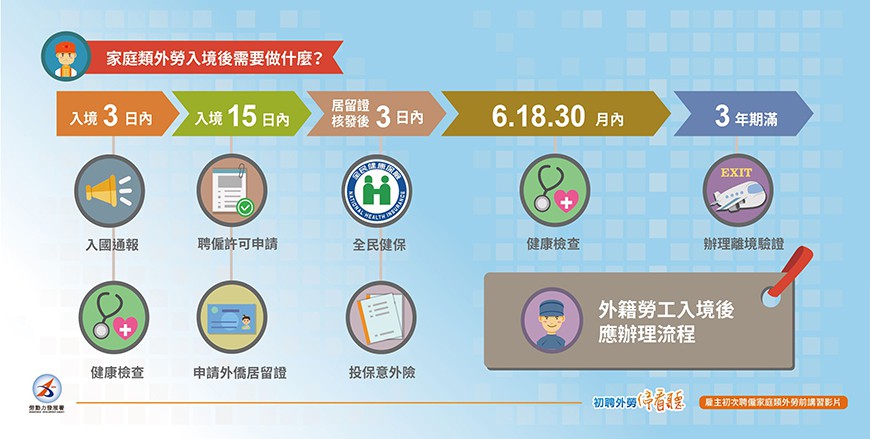 家庭類外勞入境後需要做什麼?
入境 3 日內
入境 15 日內
居留證
核發後 3 日內
6.18.30 月內
3 年期滿
全民健康保險
NATIONAL HEALTH INSURANCE
EXIT
入國通報
聘僱許可申請
全民健保
健康檢查
辦理離境驗證
外籍勞工入境後
應辦理流程
健康檢查
申請外僑居留證
投保意外險
勞動力發展署
初聘外勞停看聽
雇主初次聘僱家庭類外勞前講習影片